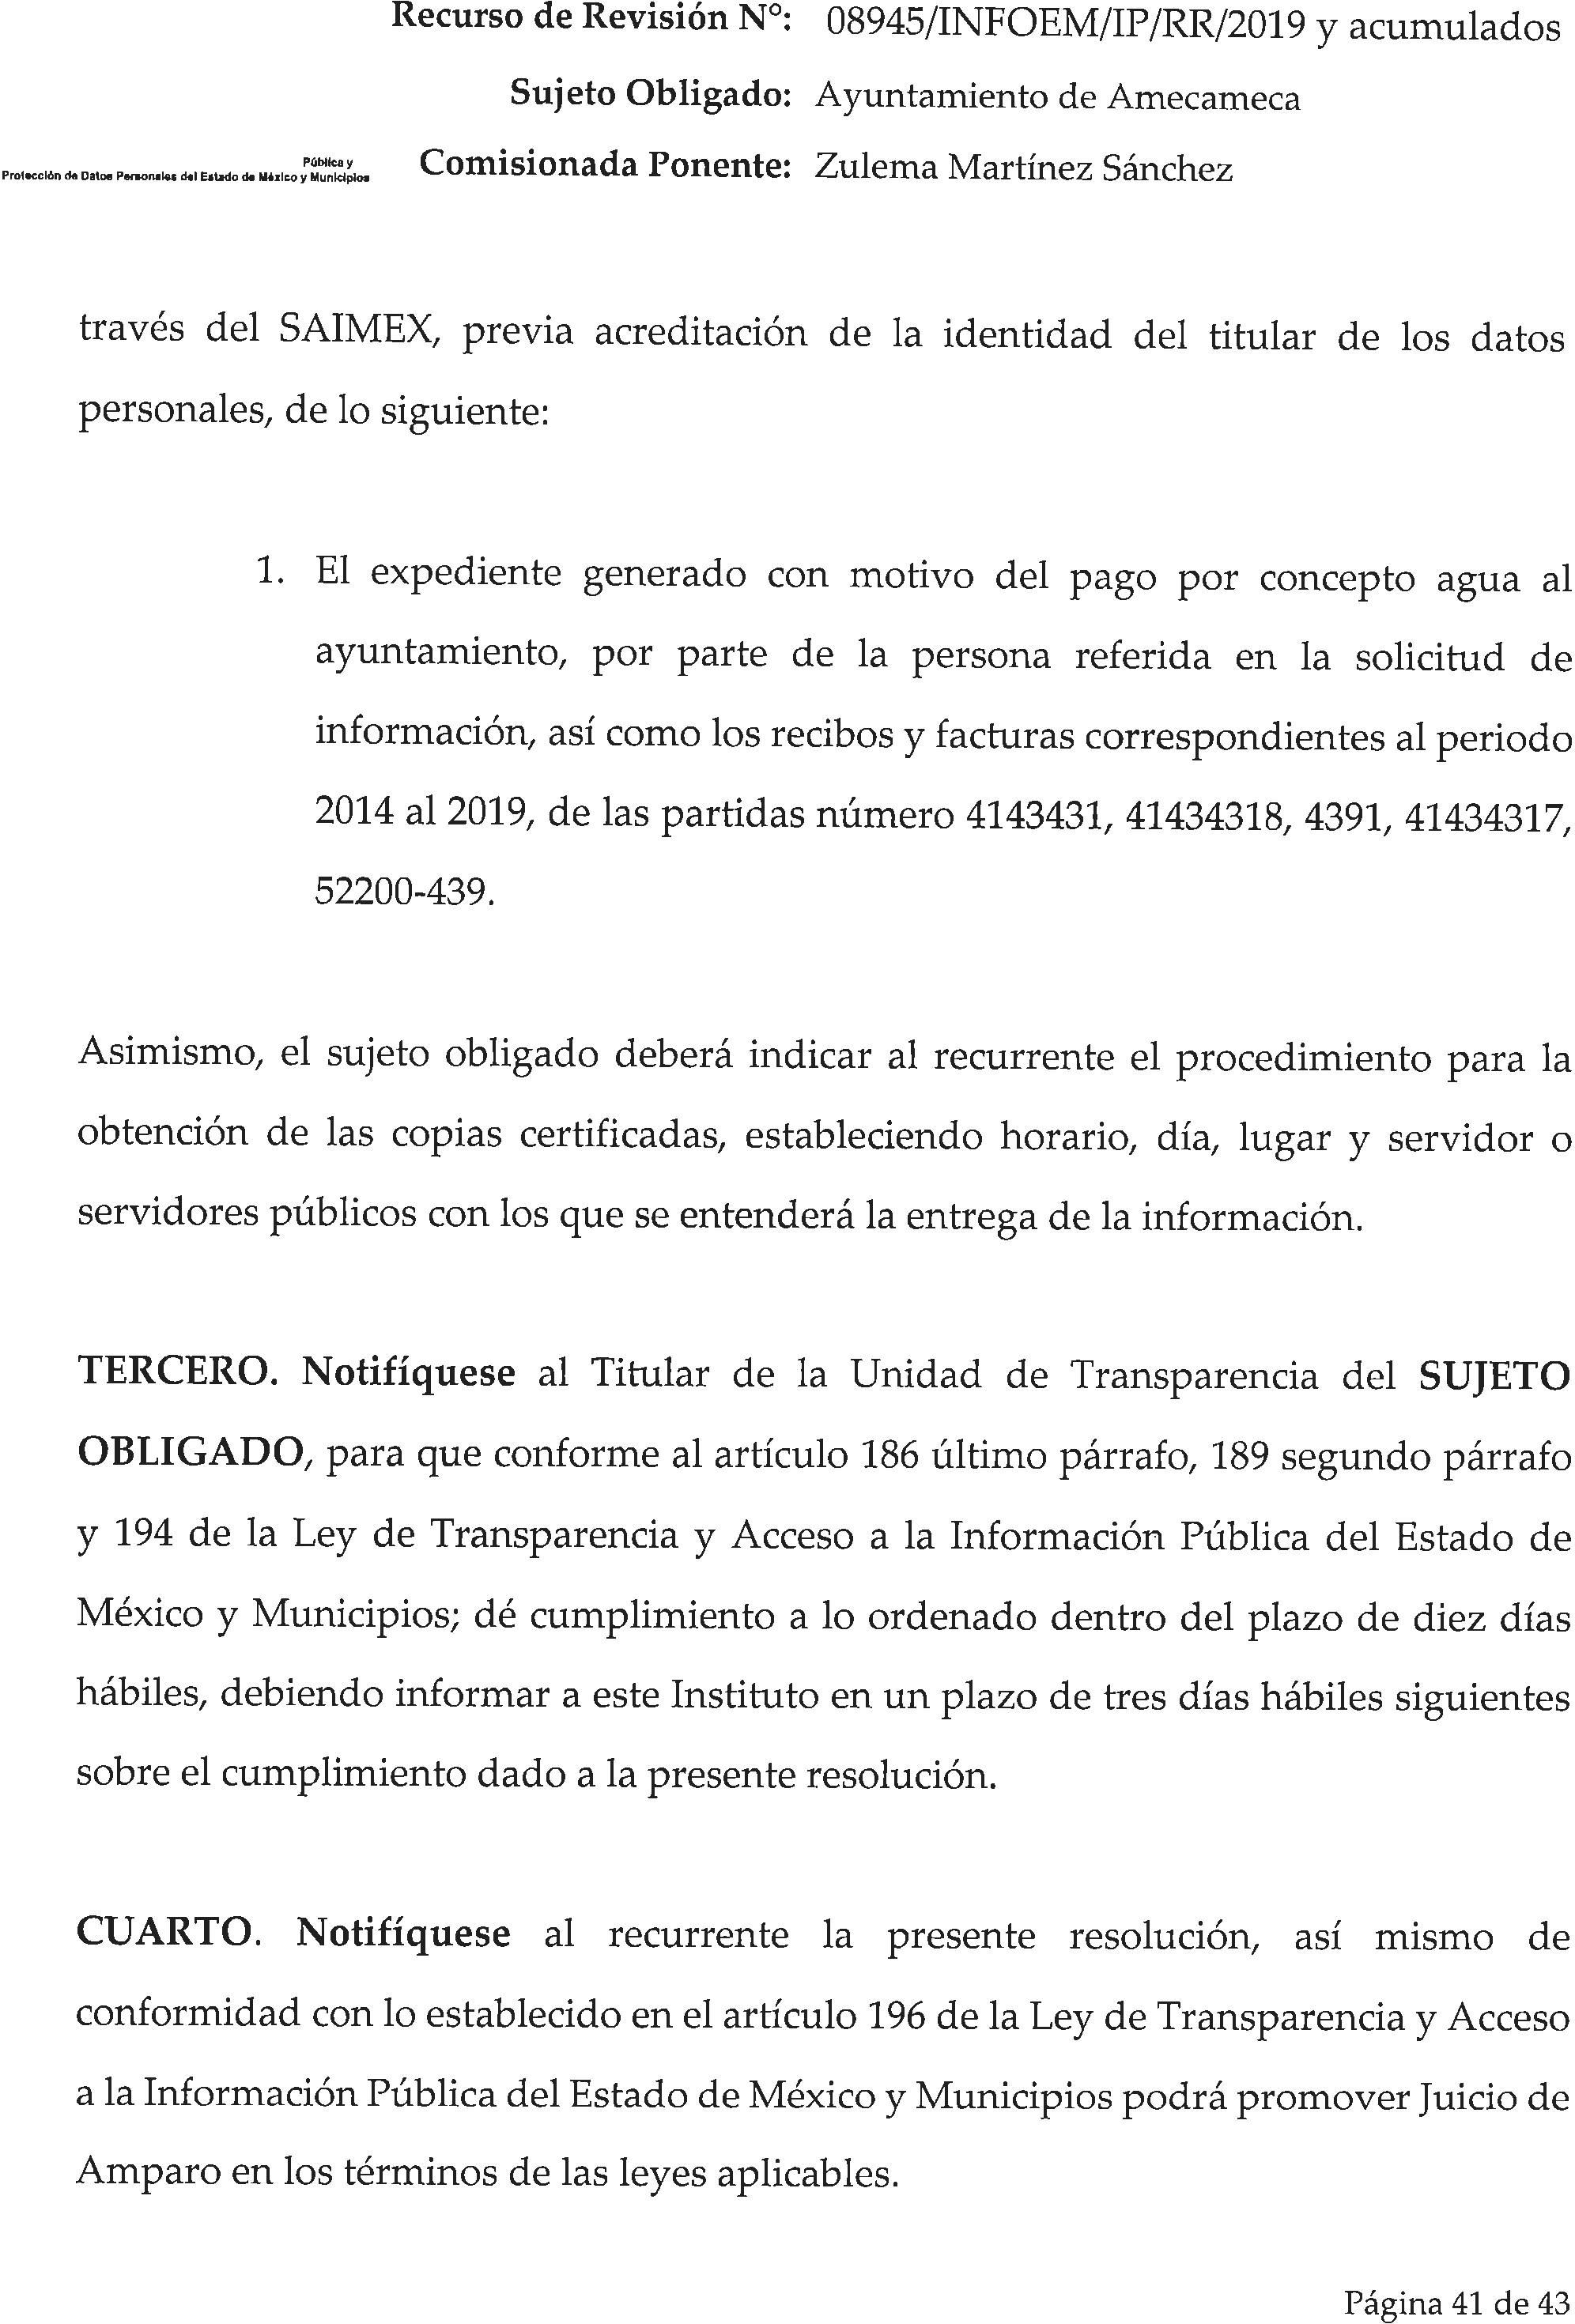 Recurso de Revisión Nº: 08945/INFOEM/IP/RR/2019 y acumulados
Sujeto Obligado: Ayuntamiento de Amecameca
Pública y
Protección de Datos Personales del Estado de México y Municipios
Comisionada Ponente: Zulema Martínez Sánchez
través del SAIMEX, previa acreditación de la identidad del titular de los datos
personales, de lo siguiente:
1. El expediente generado con motivo del pago por concepto agua al
ayuntamiento, por parte de la persona referida en la solicitud de
información, así como los recibos y facturas correspondientes al periodo
2014 al 2019, de las partidas número 4143431, 41434318, 4391, 41434317,
52200-439.
Asimismo, el sujeto obligado deberá indicar al recurrente el procedimiento para la
obtención de las copias certificadas, estableciendo horario, día, lugar y servidor o
servidores públicos con los que se entenderá la entrega de la información.
TERCERO. Notifíquese al Titular de la Unidad de Transparencia del SUJETO
OBLIGADO, para que conforme al artículo 186 último párrafo, 189 segundo párrafo
y 194 de la Ley de Transparencia y Acceso a la Información Pública del Estado de
México y Municipios; dé cumplimiento a lo ordenado dentro del plazo de diez días
hábiles, debiendo informar a este Instituto en un plazo de tres días hábiles siguientes
sobre el cumplimiento dado a la presente resolución.
CUARTO. Notifíquese al recurrente la presente resolución, así mismo de
conformidad con lo establecido en el artículo 196 de la Ley de Transparencia y Acceso
a la Información Pública del Estado de México y Municipios podrá promover Juicio de
Amparo en los términos de las leyes aplicables.
Página 41 de 43